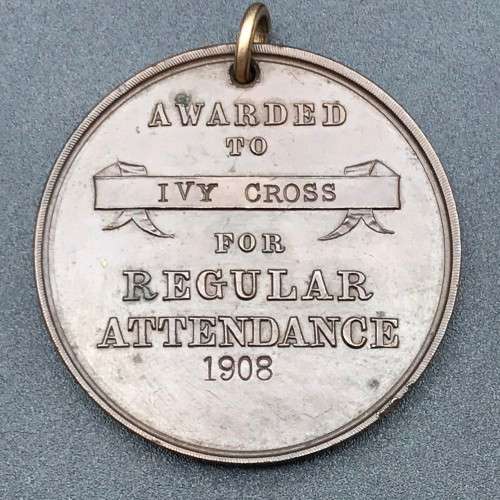 AWARDED
TO
IVY CROSS
FOR
REGULAR
ATTENDANCE
1908